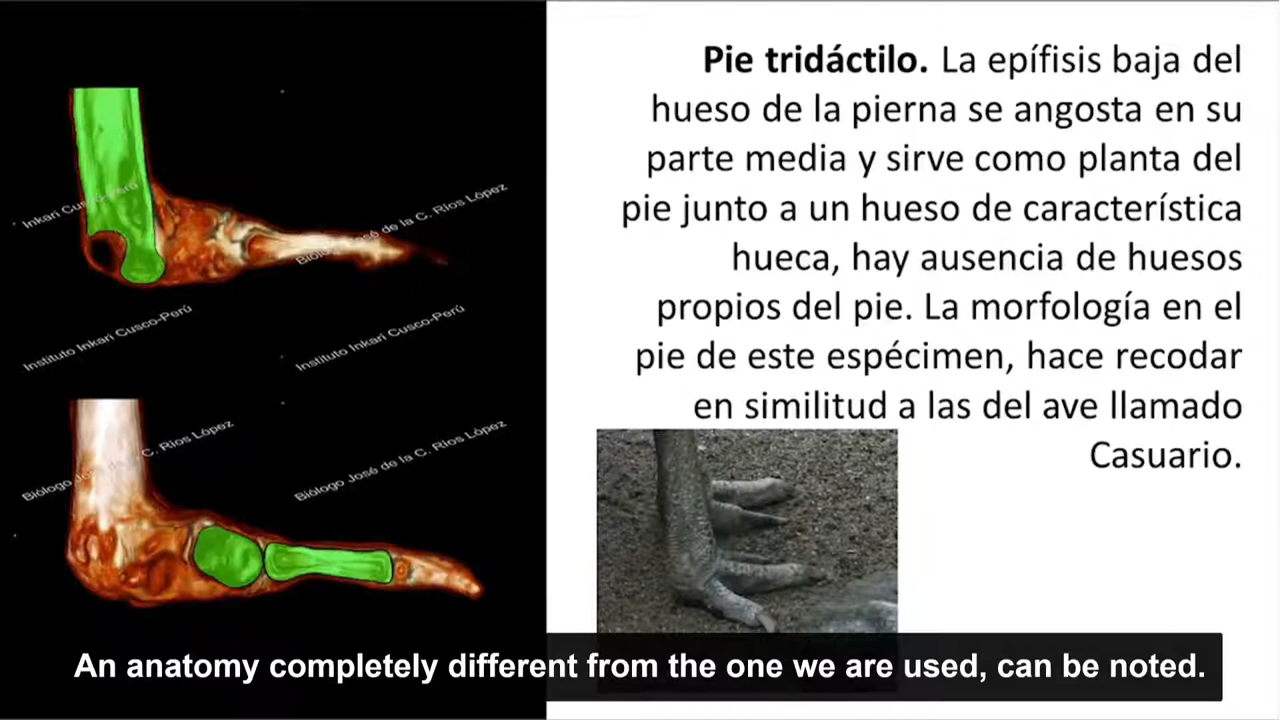 Pie tridáctilo. La epífisis baja del
hueso de la pierna se angosta en su
parte media y sirve como planta del
pie junto a un hueso de característica
hueca, hay ausencia de huesos
propios del pie. La morfología en el
pie de este espécimen, hace recodar
en similitud a las del ave llamado
Casuario.
Inkari Cusco-Perú
Biólogo José de la C. Ríos López
Instituto Inkari Cusco-Perú
Instituto Inkari Cusco-Perú
Biólogo José de la C. Ríos López
Biólogo José de la C. Ríos López
An anatomy completely different from the one we are used, can be noted.